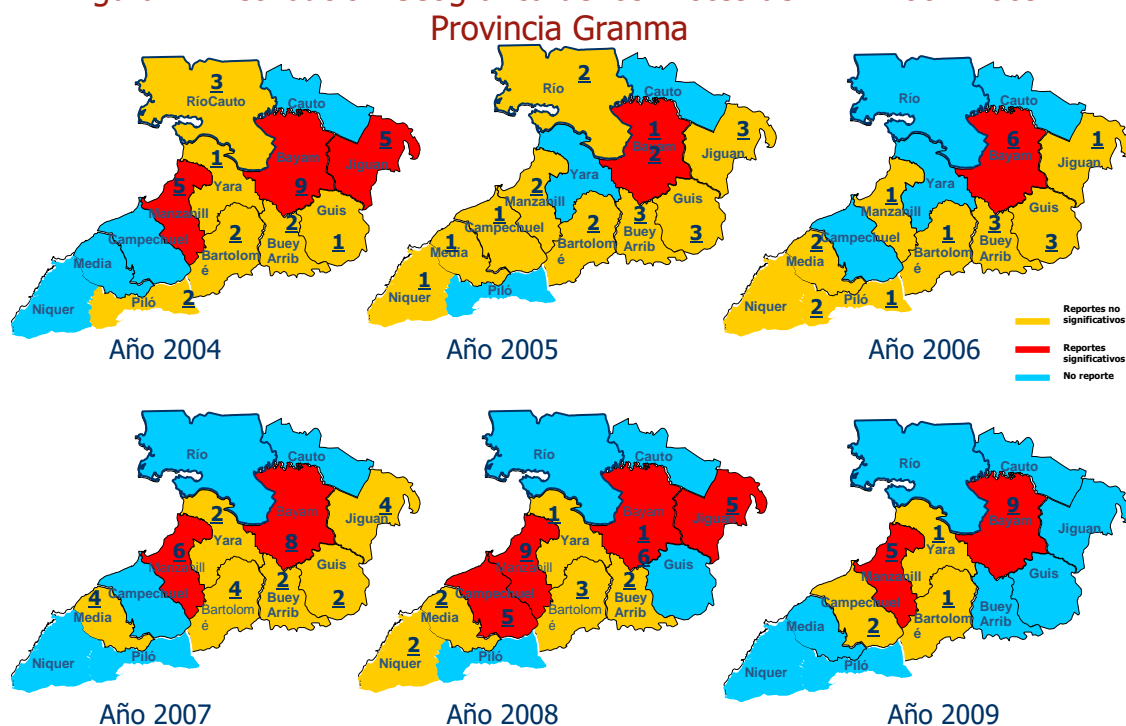 Provincia Granma
3
RíoCauto
Cauto
1
Yara
5
Manzanill
Bayam
9
5
Jiguan
Guis
1
2
Buey
Arrib
2
Bartolom
é
Campechuel
Media
Niquer
Piló
2
Año 2004
2
Río
Cauto
1
Bayam
2
3
Jiguan
Yara
2
Manzanill
1
Campechuel
1
Media
1
Niquer
Piló
2
Bartolom
é
3
Buey
Arrib
Guis
3
Año 2005
Río
Cauto
6
Bayam
1
Jiguan
Yara
1
Manzanill
Campechuel
2
Media
1
Bartolom
é
3
Buey
Arrib
Guis
3
Niquer
2
Piló
1
Año 2006
Reportes no
significativos
Reportes
significativos
No reporte
Río
Cauto
2
Yara
Bayam
8
4
Jiguan
6
Manzanill
Campechuel
4
Media
4
Bartolom
é
2
Buey
Arrib
Guis
2
Niquer
Piló
Año 2007
Río
Cauto
1
Yara
Bayam
1
6
5
Jiguan
9
Manzanill
Campechuel
5
2
Media
3
Bartolom
é
2
Buey
Arrib
Guis
2
Niquer
Piló
Año 2008
Río
Cauto
9
Bayam
Jiguan
1
Yara
5
Manzanill
Campechuel
2
Media
1
Bartolom
é
Buey
Arrib
Guis
Niquer
Piló
Año 2009